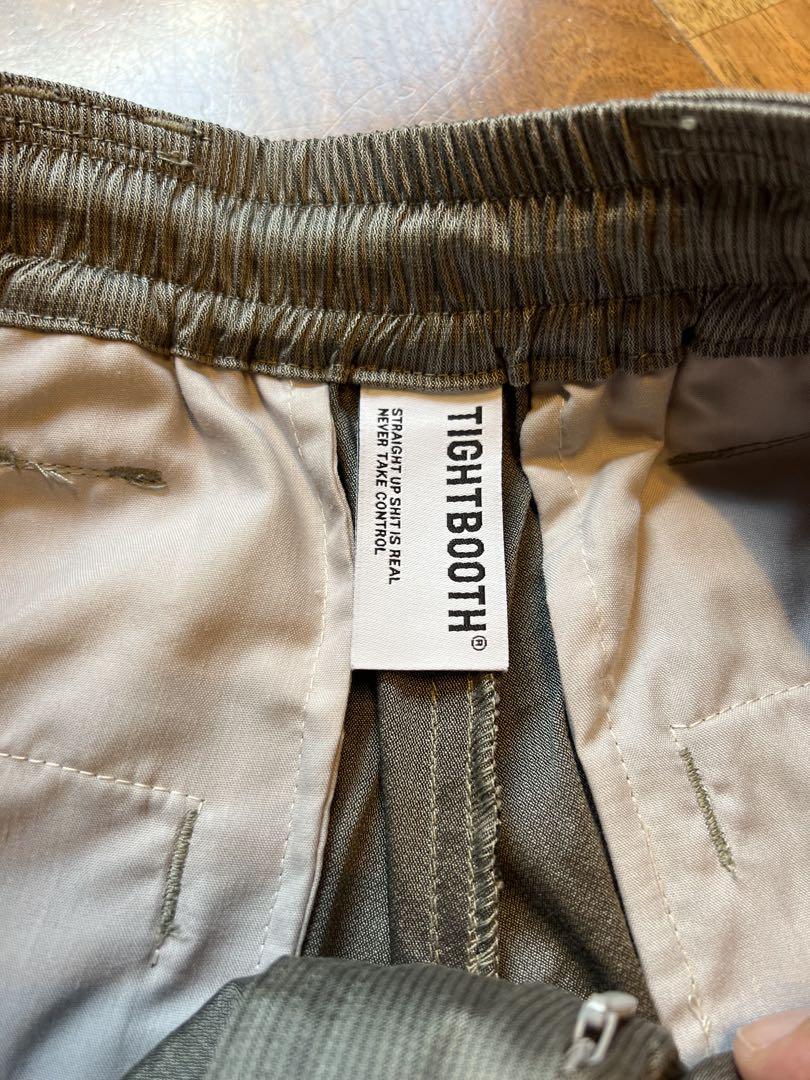 TIGHTBOOTH®
STRAIGHT UP SHIT IS REAL
NEVER TAKE CONTROL